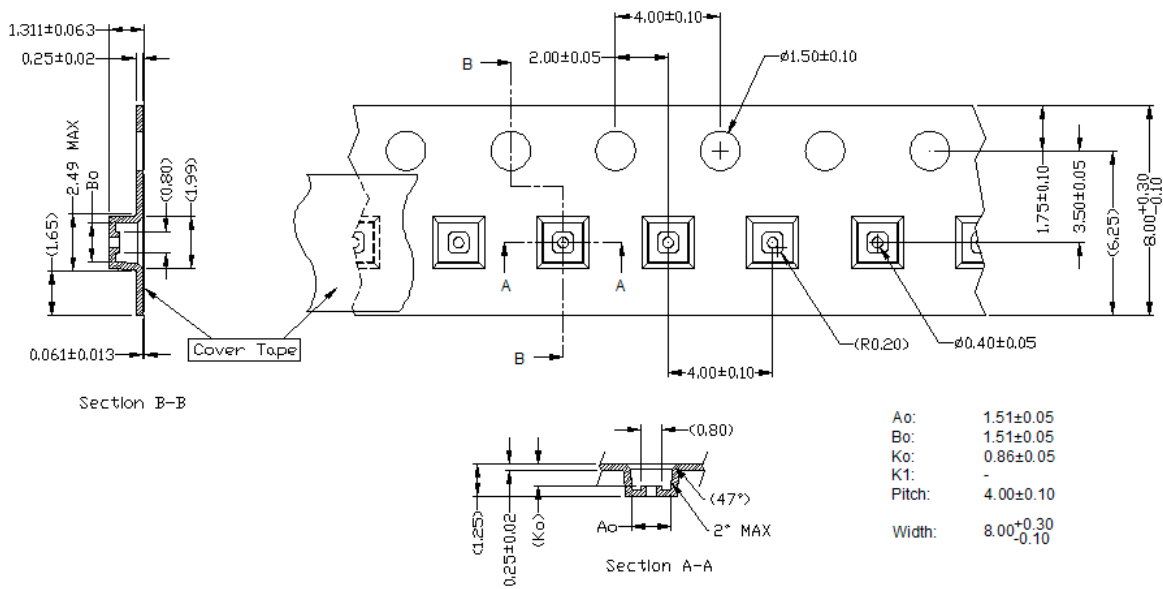 1.311±0.063
0.25±0.02
2.49 MAX
Bo
(0.80)
(1.99)
(1.65)
0.061±0.013
Cover Tape
Section B-B
4.00±0.10
2.00±0.05
ø1.50±0.10
B
A
A
B
1.75±0.10
3.50±0.05
(6.25)
8.00+0.30-0.10
(R0.20)
ø0.40±0.05
4.00±0.10
(0.80)
(47°)
2° MAX
(1.25)
0.25±0.02
(Ko)
Ao
Section A-A
Ao: 1.51±0.05
Bo: 1.51±0.05
Ko: 0.86±0.05
K1: -
Pitch: 4.00±0.10
Width: 8.00+0.30-0.10